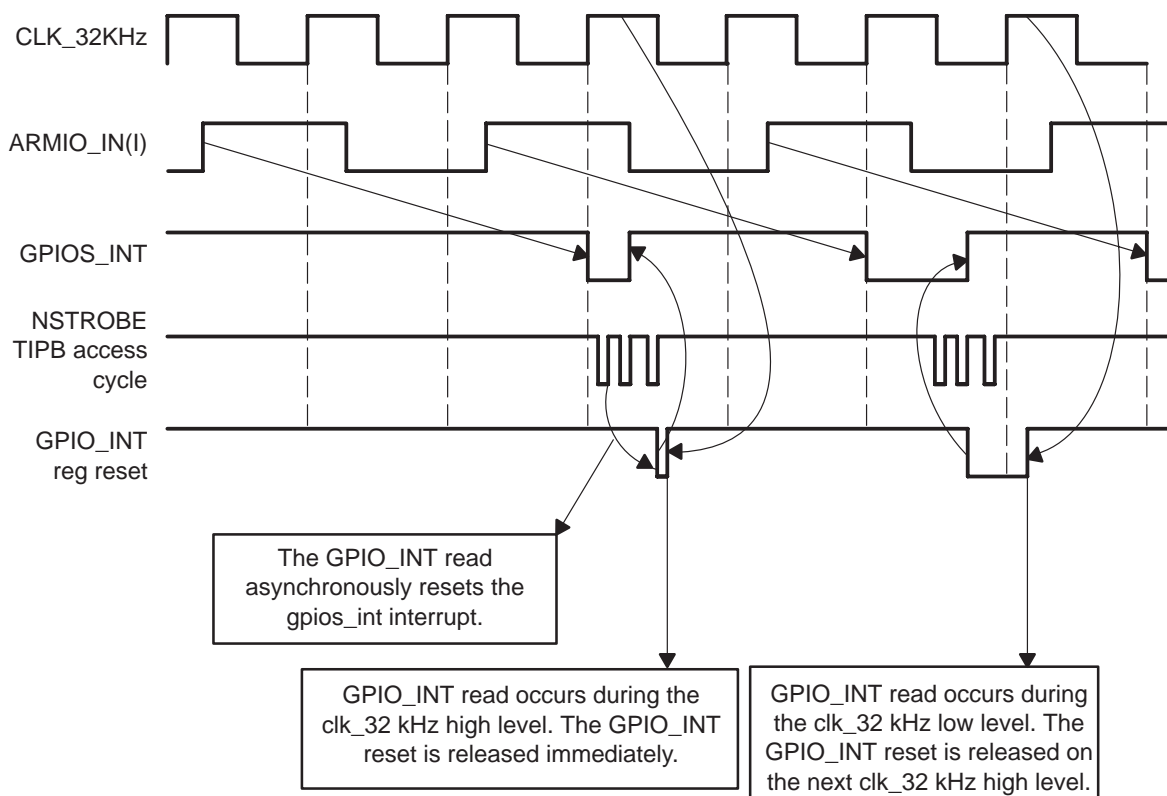 CLK_32KHz
ARMIO_IN(I)
GPIOS_INT
NSTROBE
TIPB access
cycle
GPIO_INT
reg reset
The GPIO_INT read
asynchronously resets the
gpios_int interrupt.
GPIO_INT read occurs during the
clk_32 kHz high level. The GPIO_INT
reset is released immediately.
GPIO_INT read occurs during
the clk_32 kHz low level. The
GPIO_INT reset is released on
the next clk_32 kHz high level.